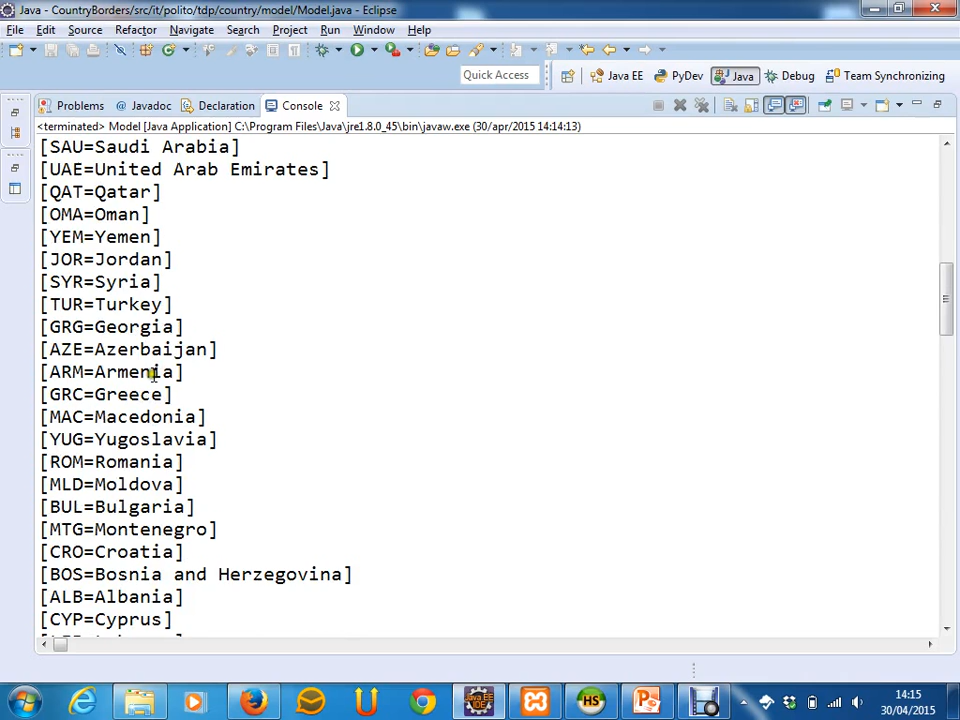 Java - CountryBorders/src/it/polito/tdp/country/model/Model.java - Eclipse
File Edit Source Refactor Navigate Search Project Run Window Help
Quick Access Java EE PyDev Java Debug Team Synchronizing
Problems Javadoc Declaration Console
<terminated> Model [Java Application] C:\Program Files\Java\jre1.8.0_45\bin\javaw.exe (30/apr/2015 14:14:13)
[SAU=Saudi Arabia]
[UAE=United Arab Emirates]
[QAT=Qatar]
[OMA=Oman]
[YEM=Yemen]
[JOR=Jordan]
[SYR=Syria]
[TUR=Turkey]
[GRG=Georgia]
[AZE=Azerbaijan]
[ARM=Armenia]
[GRC=Greece]
[MAC=Macedonia]
[YUG=Yugoslavia]
[ROM=Romania]
[MLD=Moldova]
[BUL=Bulgaria]
[MTG=Montenegro]
[CRO=Croatia]
[BOS=Bosnia and Herzegovina]
[ALB=Albania]
[CYP=Cyprus]
Java EE
IDE
HS
14:15
30/04/2015